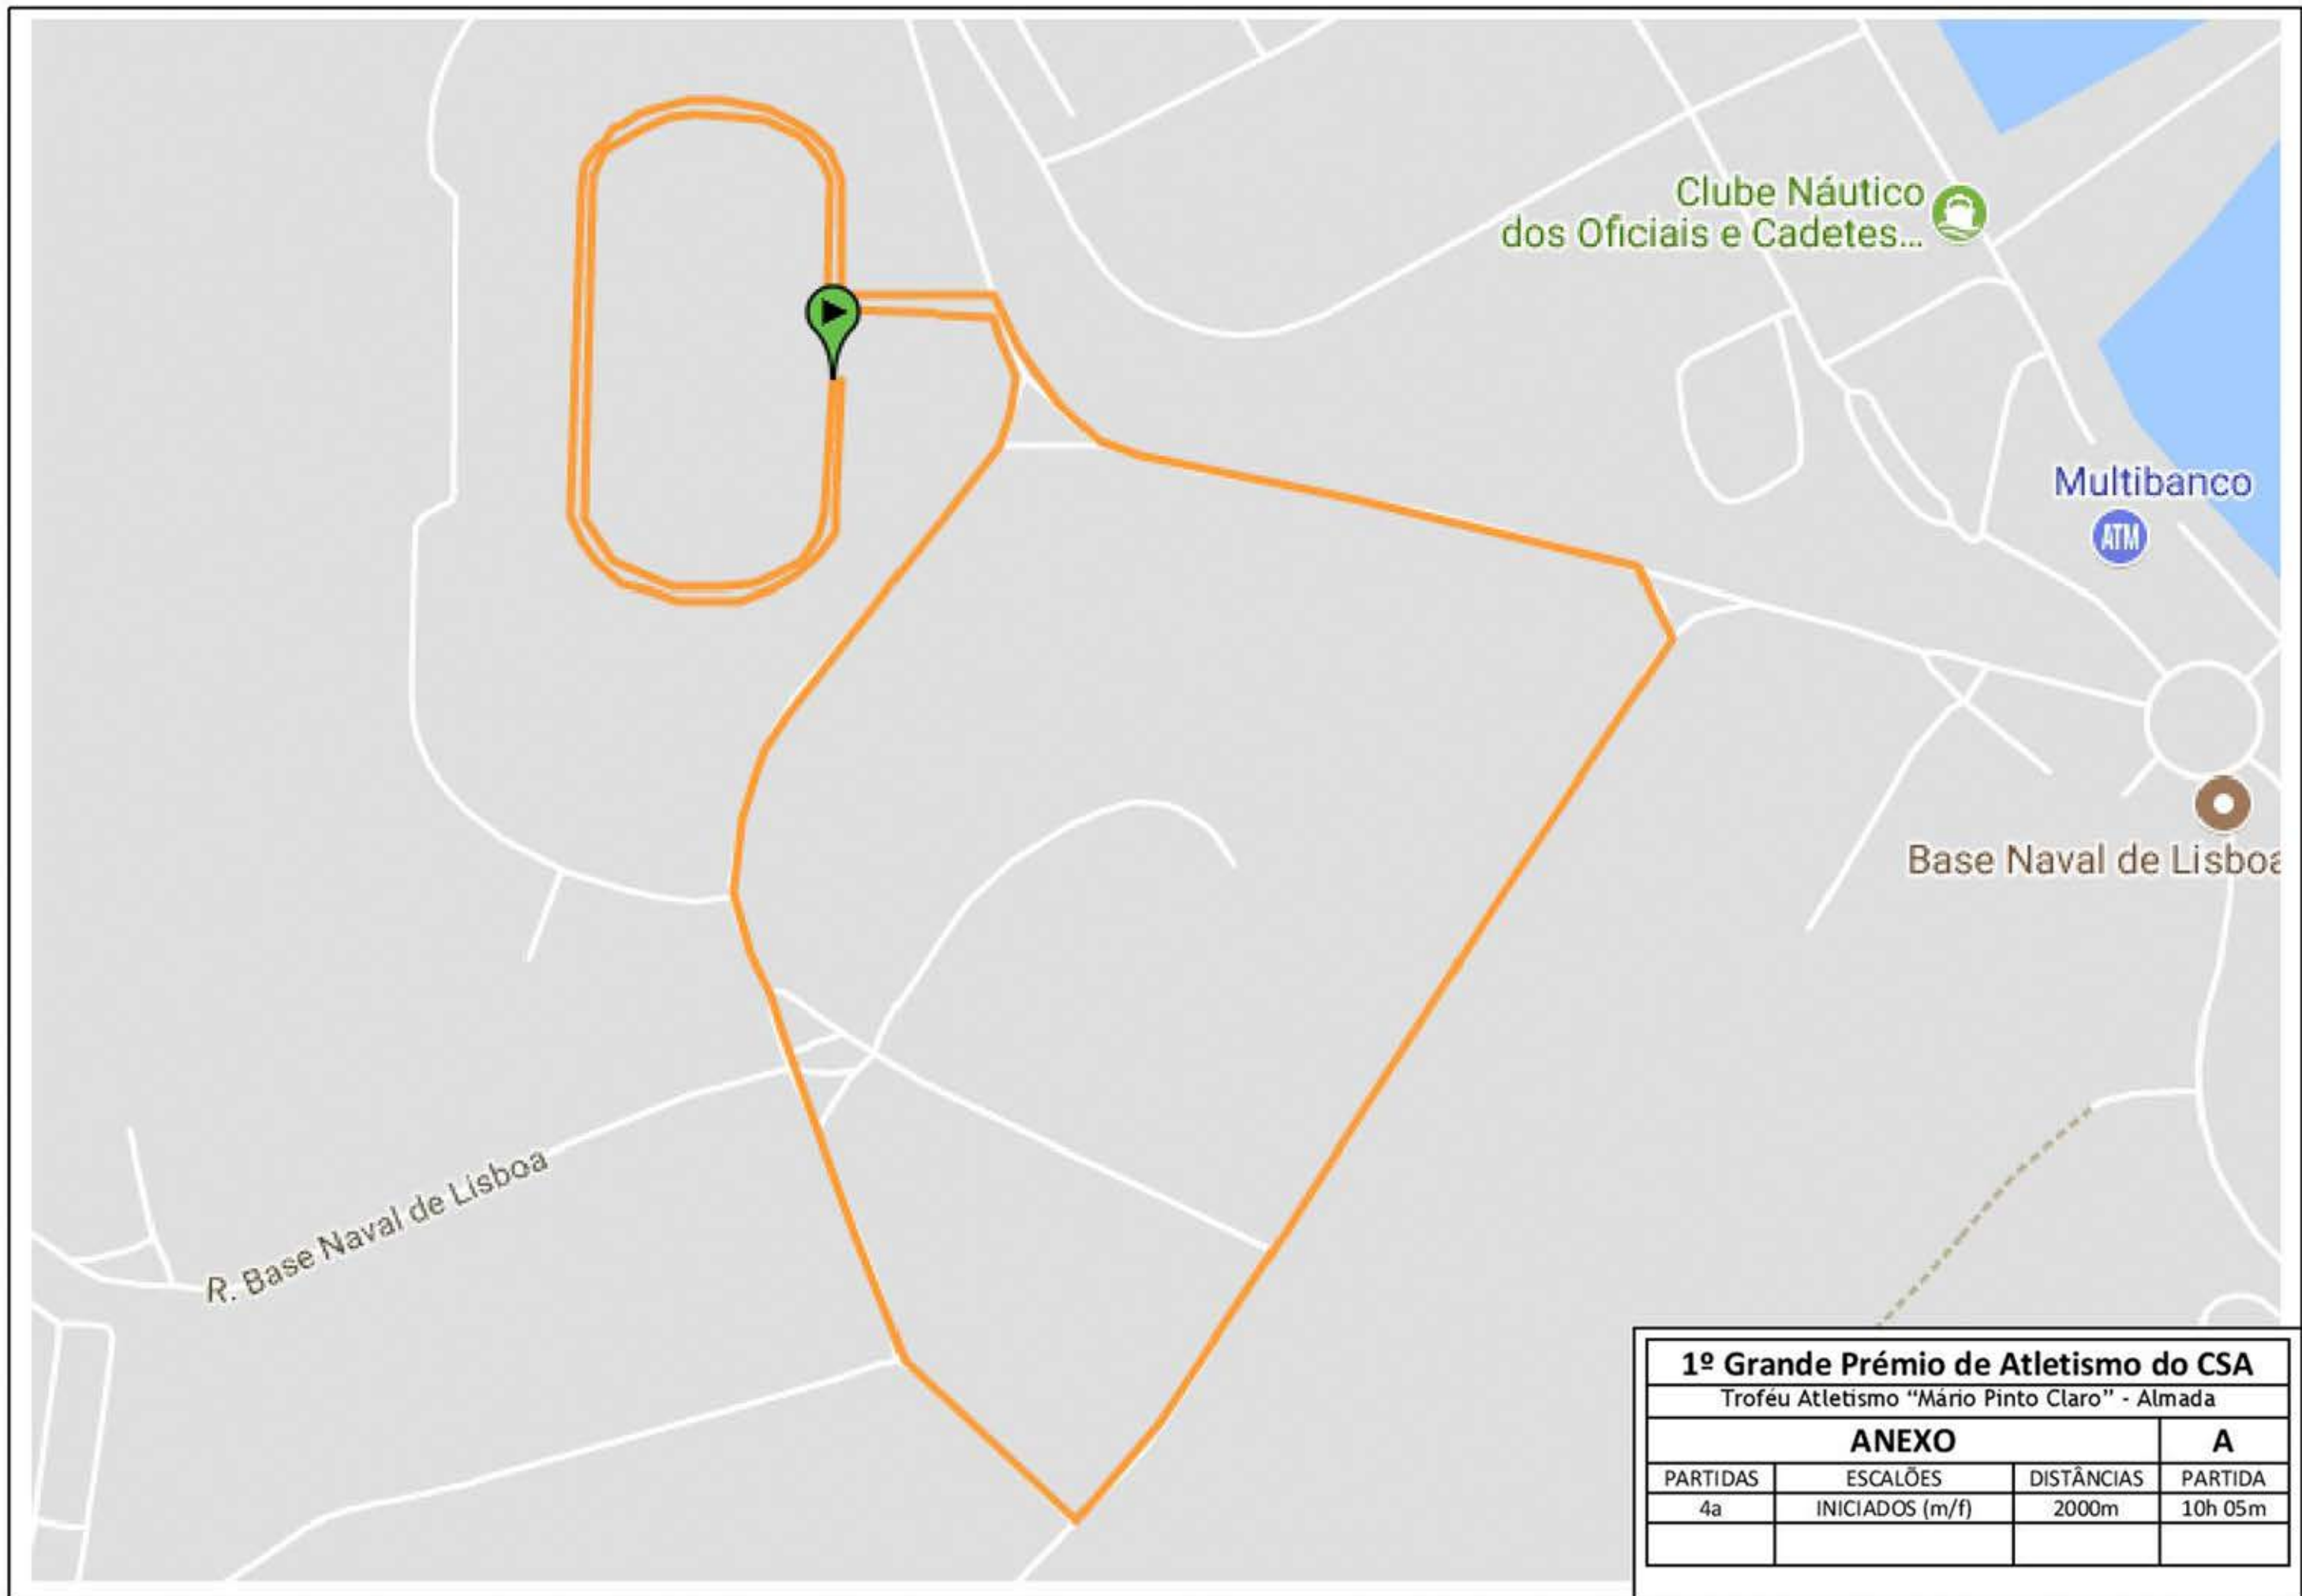 Clube Náutico
dos Oficiais e Cadetes...
Multibanco
ATM
Base Naval de Lisboa
R. Base Naval de Lisboa
1º Grande Prémio de Atletismo do CSA
Troféu Atletismo “Mário Pinto Claro” - Almada
ANEXO A
PARTIDAS ESCALÕES DISTÂNCIAS PARTIDA
4a INICIADOS (m/f) 2000m 10h 05m